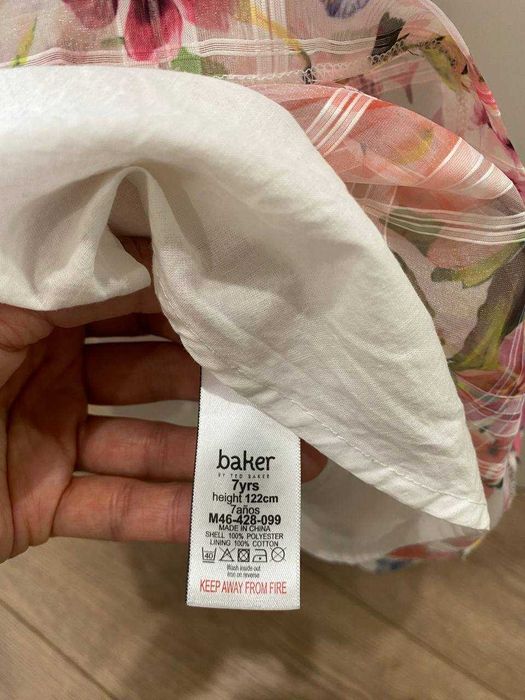 baker
BY TED BAKER
7yrs
height 122cm
7años
M46-428-099
MADE IN CHINA
SHELL 100% POLYESTER
LINING 100% COTTON
40
Wash inside out
Iron on reverse
KEEP AWAY FROM FIRE